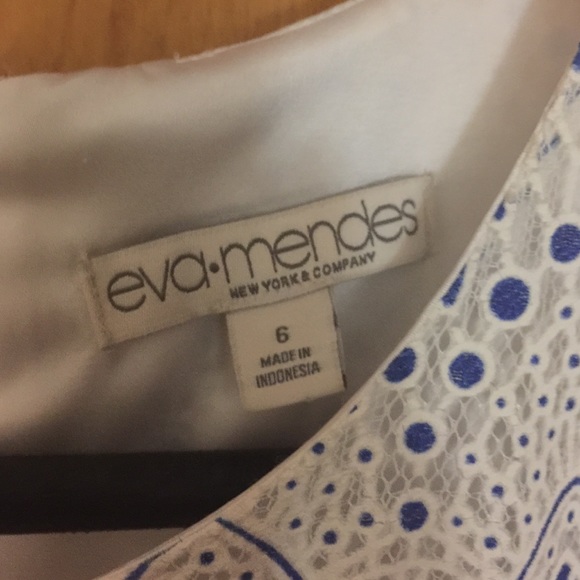 eva•mendes
NEW YORK & COMPANY
6
MADE IN
INDONESIA